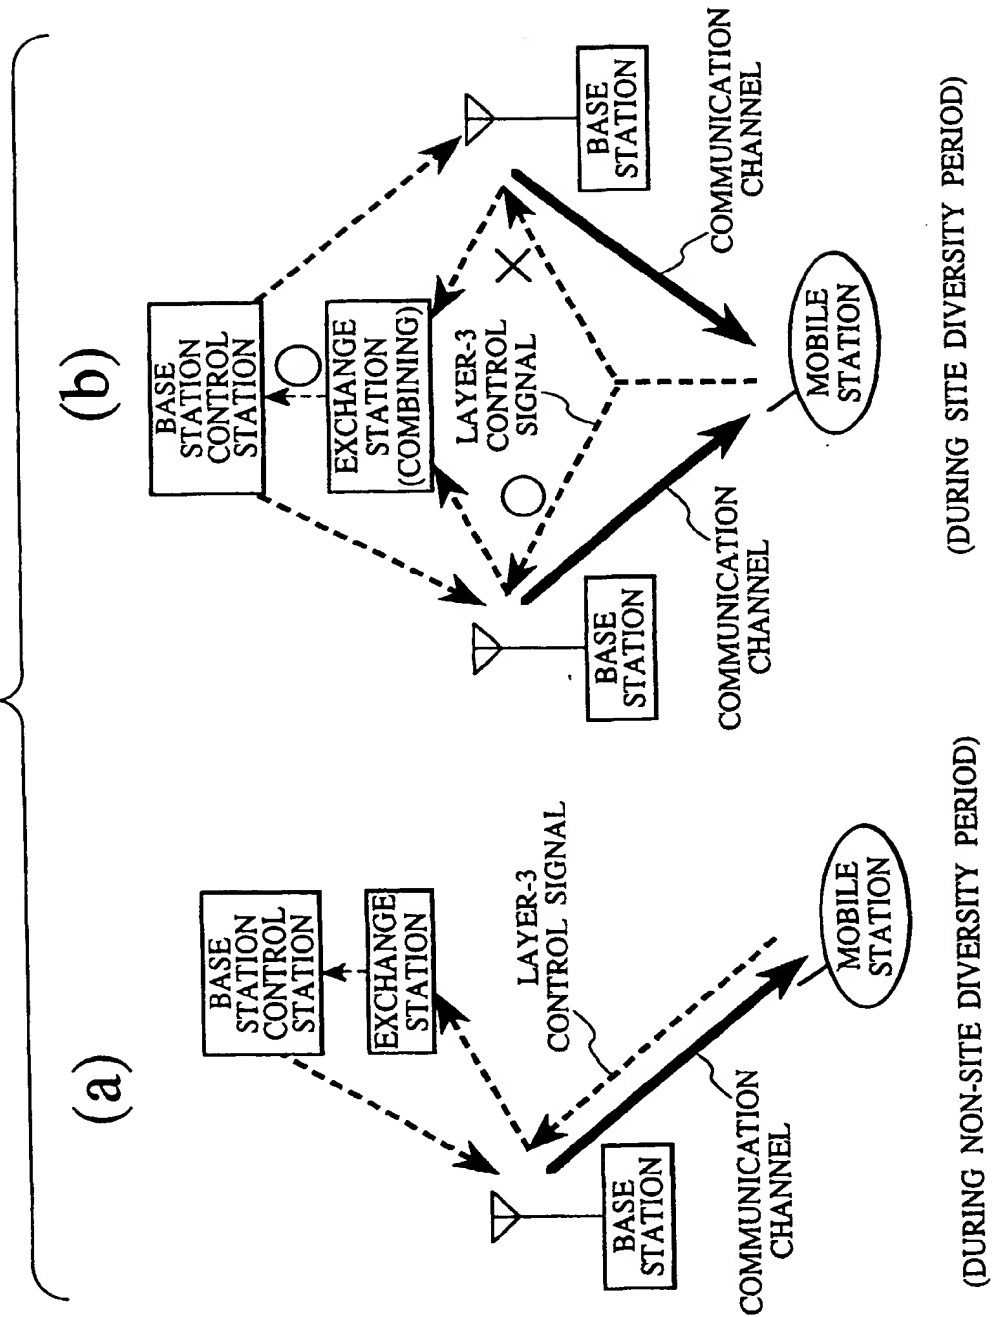 (a)
BASE
STATION
CONTROL
STATION
EXCHANGE
STATION
LAYER-3
CONTROL SIGNAL
BASE
STATION
COMMUNICATION
CHANNEL
MOBILE
STATION
(DURING NON-SITE DIVERSITY PERIOD)
(b)
BASE
STATION
CONTROL
STATION
EXCHANGE
STATION
(COMBINING)
LAYER-3
CONTROL
SIGNAL
BASE
STATION
BASE
STATION
COMMUNICATION
CHANNEL
COMMUNICATION
CHANNEL
MOBILE
STATION
(DURING SITE DIVERSITY PERIOD)